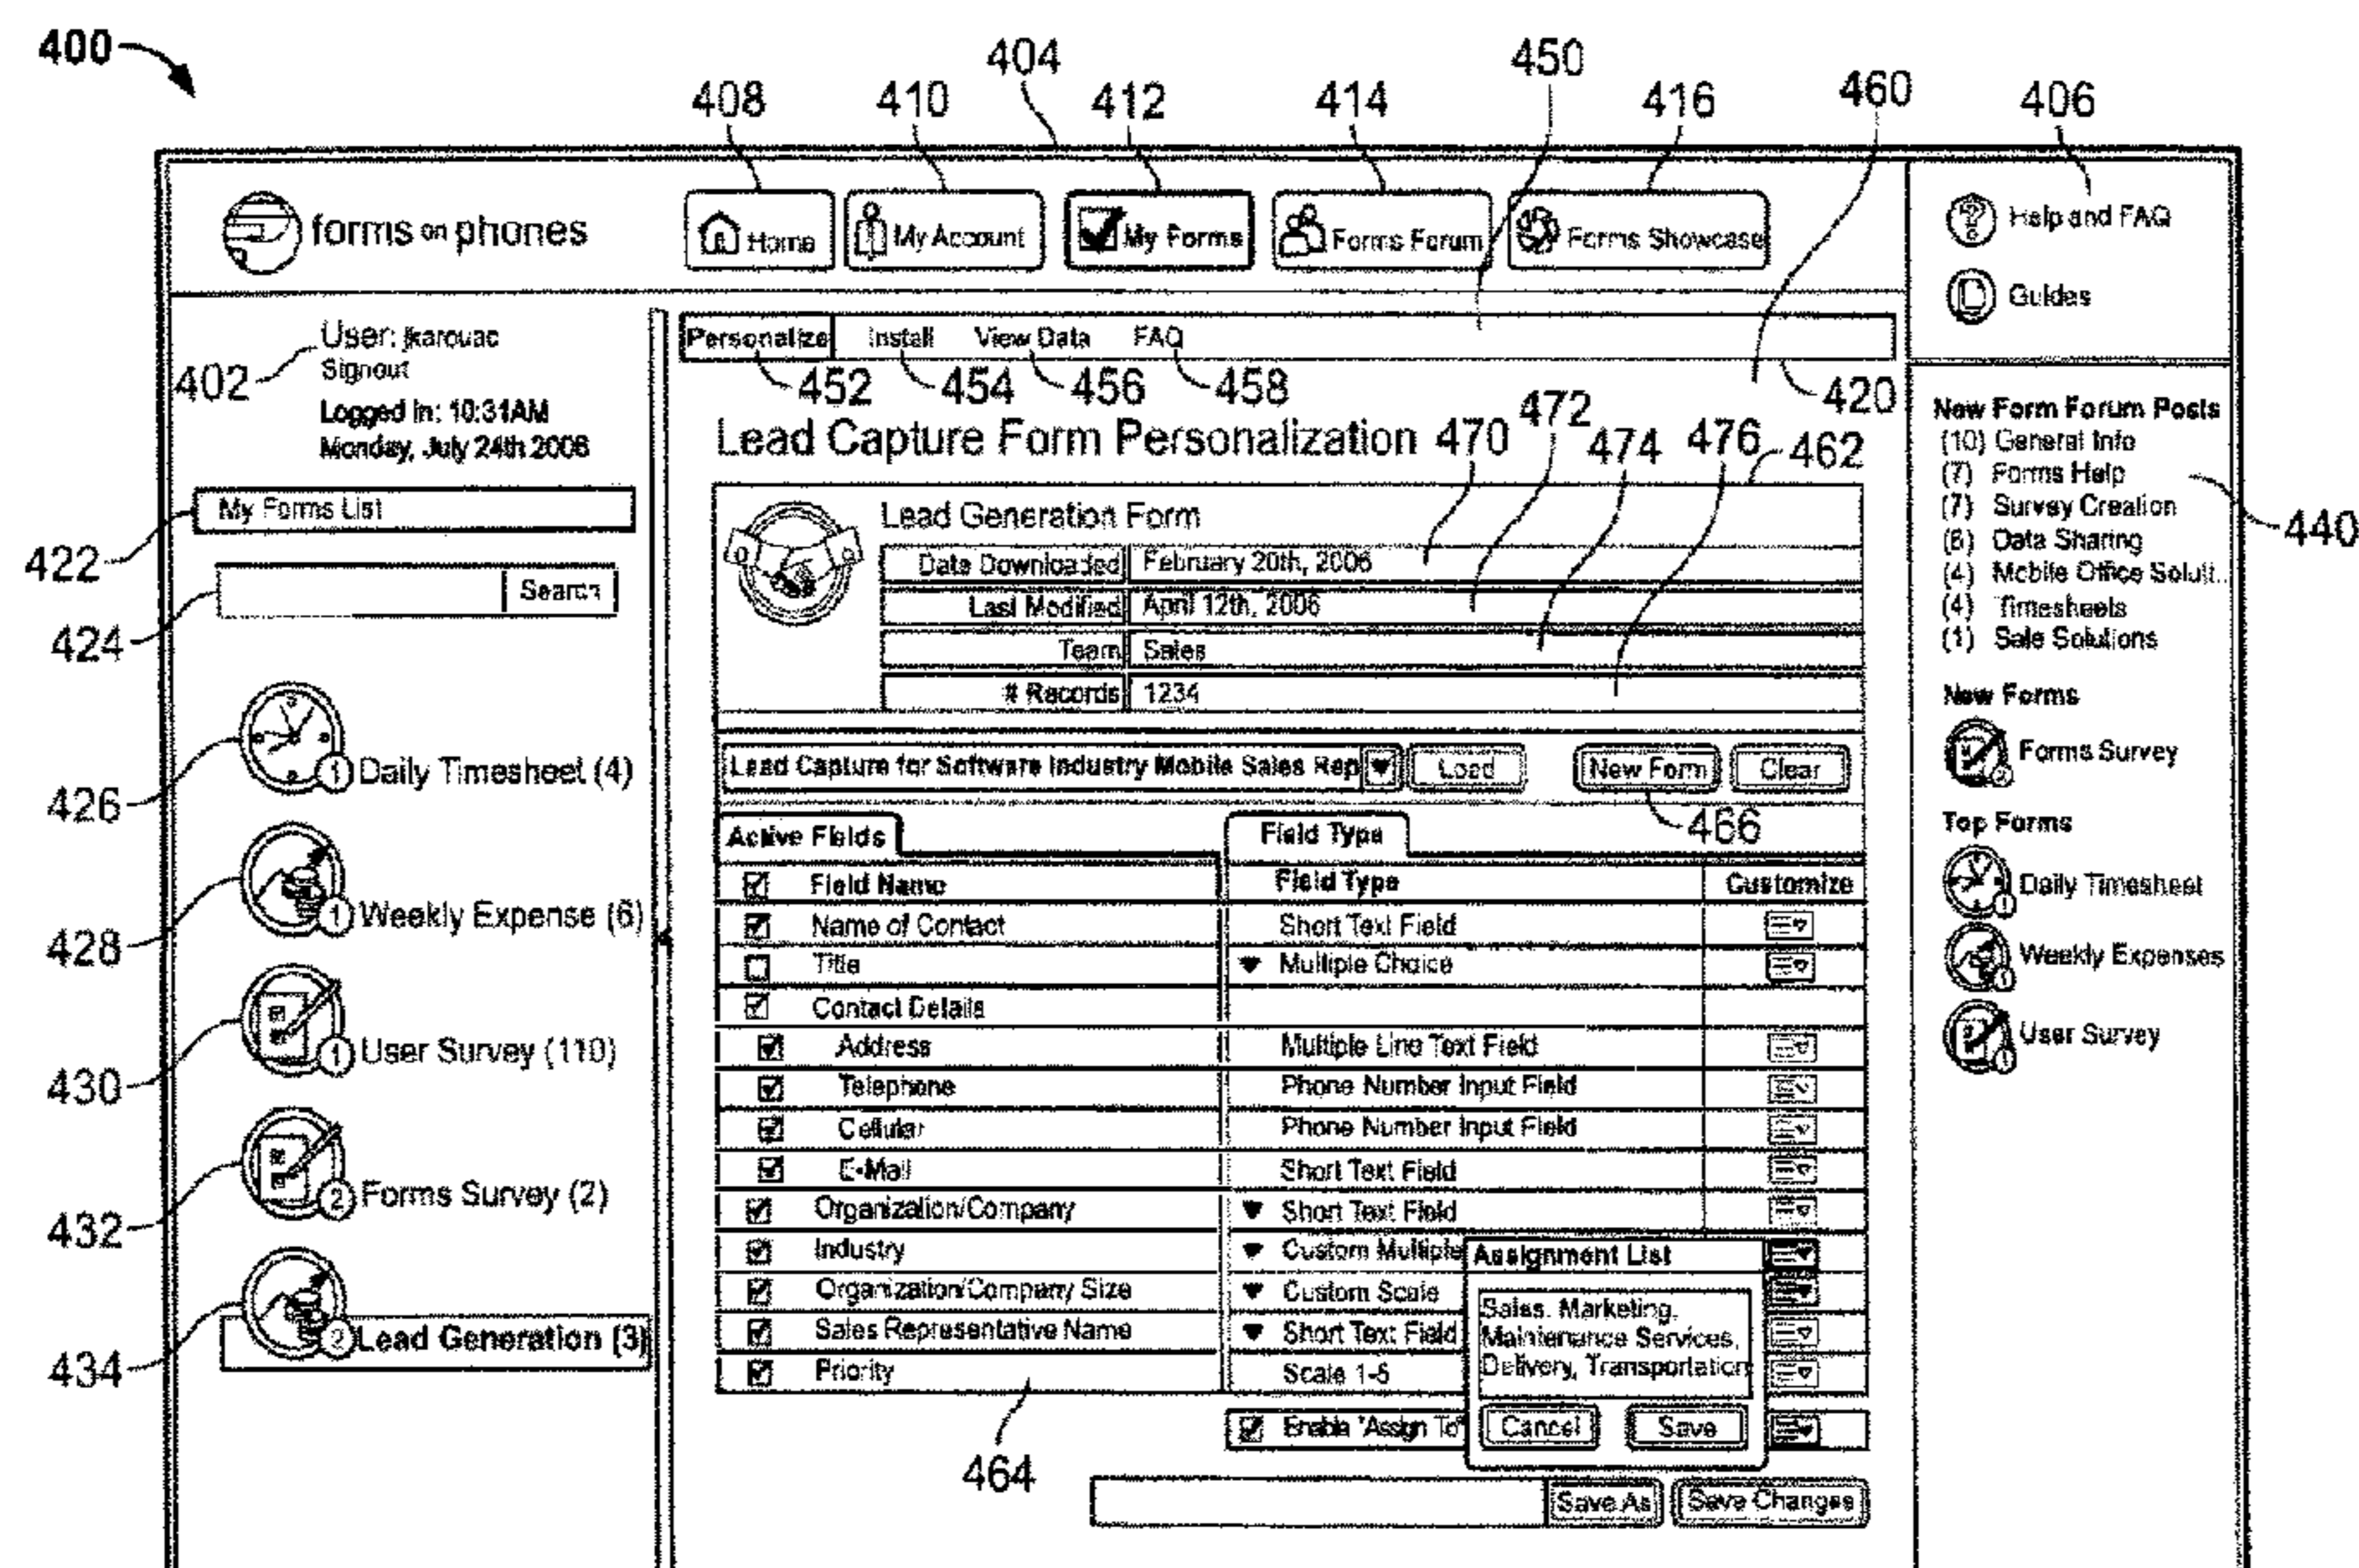 400
404
450
408
410
412
414
416
460
406
forms on phones
Home
My Account
My Forms
Forms Forum
Forms Showcase
Help and FAQ
Guides
402
User: jkarouac
Signout
Logged in: 10:31AM
Monday, July 24th 2006
422
My Forms List
424
Search
426
Daily Timesheet (4)
1
428
Weekly Expense (6)
1
430
User Survey (110)
1
432
Forms Survey (2)
2
434
Lead Generation (3)
2
Personalize
Install
View Data
FAQ
452
454
456
458
420
Lead Capture Form Personalization
470
472
474
476
462
Lead Generation Form
Date Downloaded February 20th, 2006
Last Modified April 12th, 2006
Team Sales
# Records 1234
Lead Capture for Software Industry Mobile Sales Rep
Load
New Form
Clear
466
Active Fields
Field Type
Field Name Field Type Customize
Name of Contact Short Text Field
Title Multiple Choice
Contact Details
Address Multiple Line Text Field
Telephone Phone Number Input Field
Cellular Phone Number Input Field
E-Mail Short Text Field
Organization/Company Short Text Field
Industry Custom Multiple
Organization/Company Size Custom Scale
Sales Representative Name Short Text Field
Priority Scale 1-5
464
Enable "Assign To"
Assignment List
Sales. Marketing,
Maintenance Services,
Delivery, Transportation
Cancel
Save
Save As
Save Changes
New Form Forum Posts
(10) General Info
(7) Forms Help
(7) Survey Creation
(6) Data Sharing
(4) Mobile Office Solut..
(4) Timesheets
(1) Sale Solutions
440
New Forms
Forms Survey
2
Top Forms
Daily Timesheet
1
Weekly Expenses
1
User Survey
1